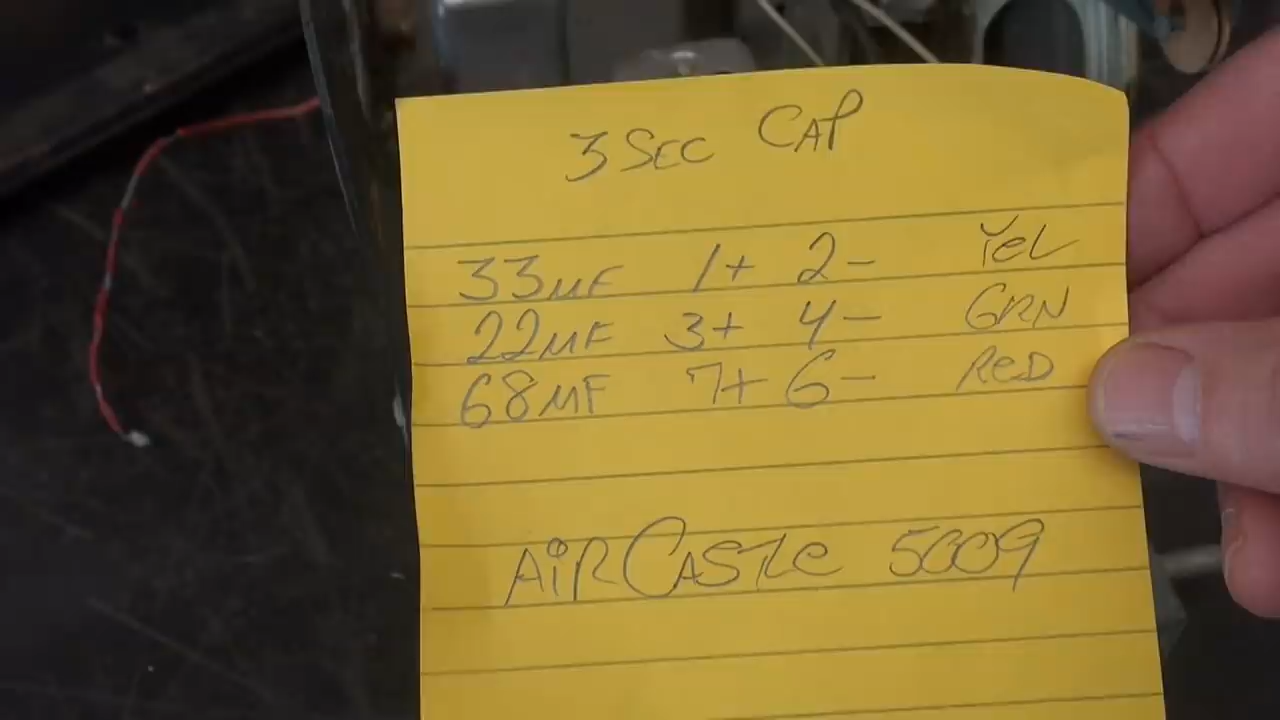 3 SEC CAP
33MF 1+ 2- YeL
22MF 3+ 4- GRN
68MF 7+ 6- ReD
AiRCASTLe 5009